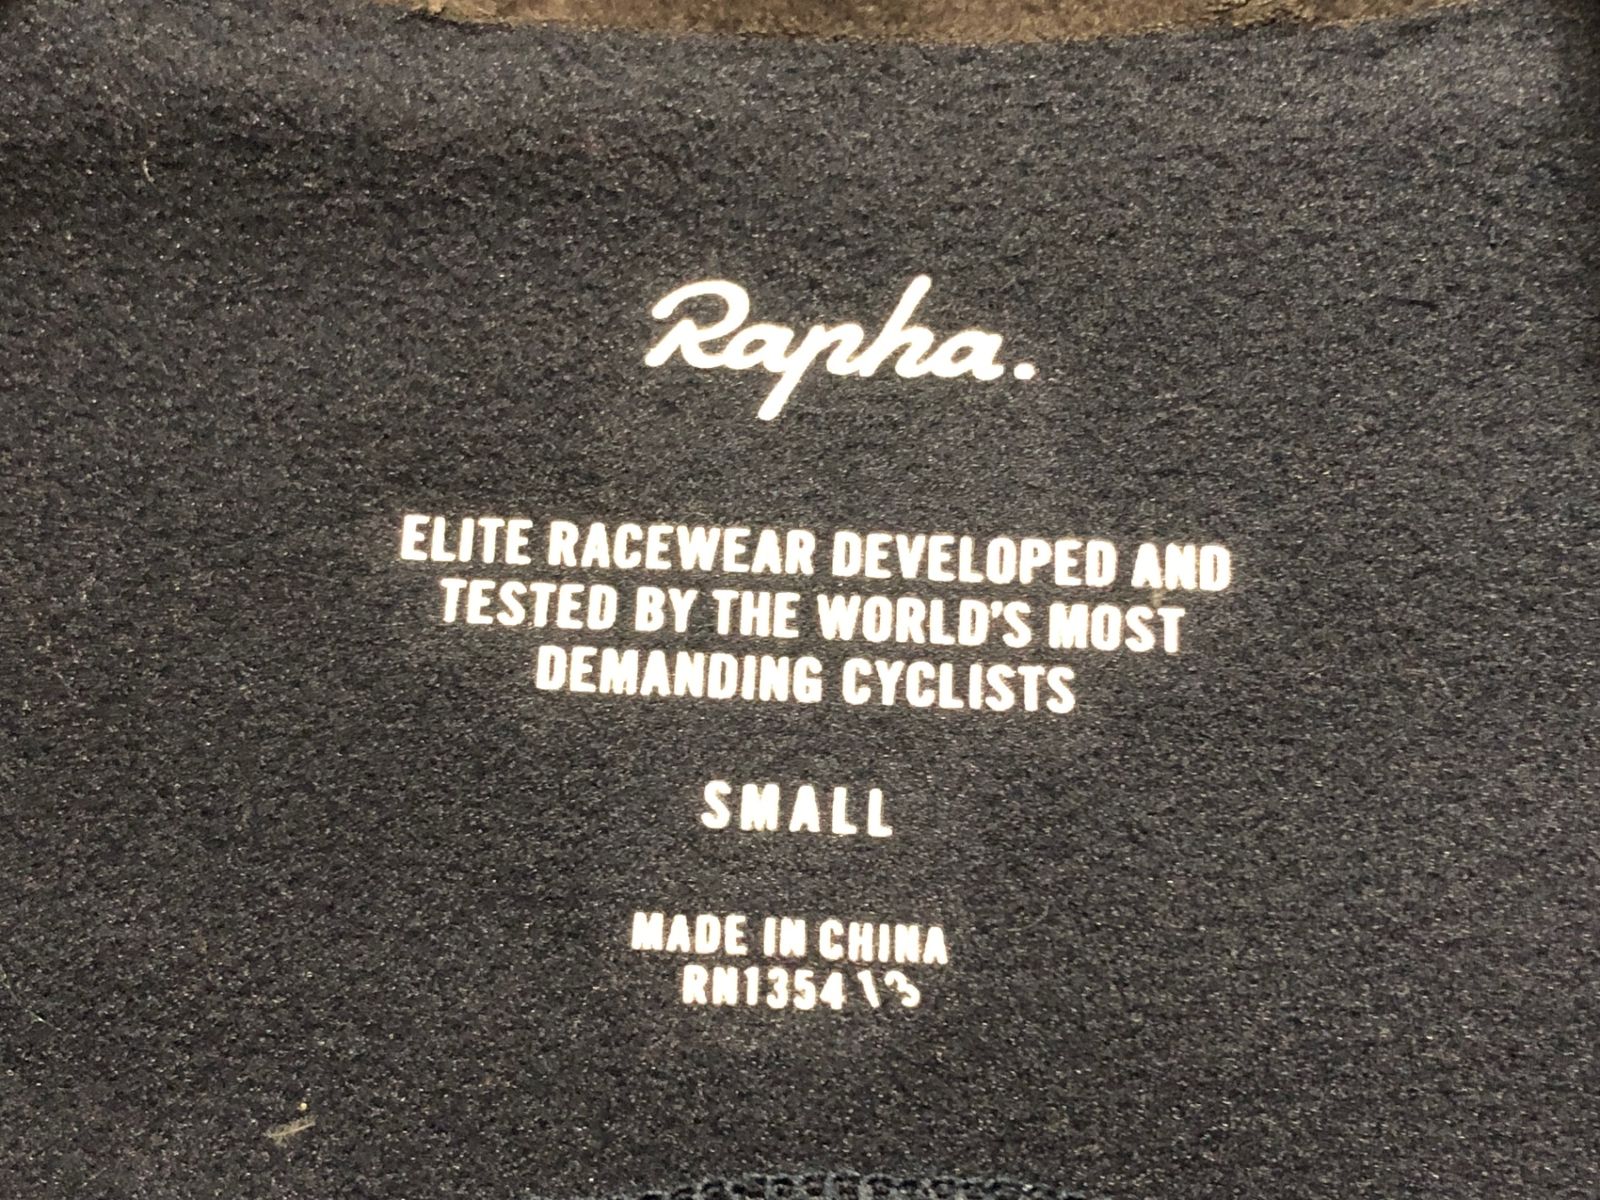 Rapha.
ELITE RACEWEAR DEVELOPED AND
TESTED BY THE WORLD'S MOST
DEMANDING CYCLISTS
SMALL
MADE IN CHINA